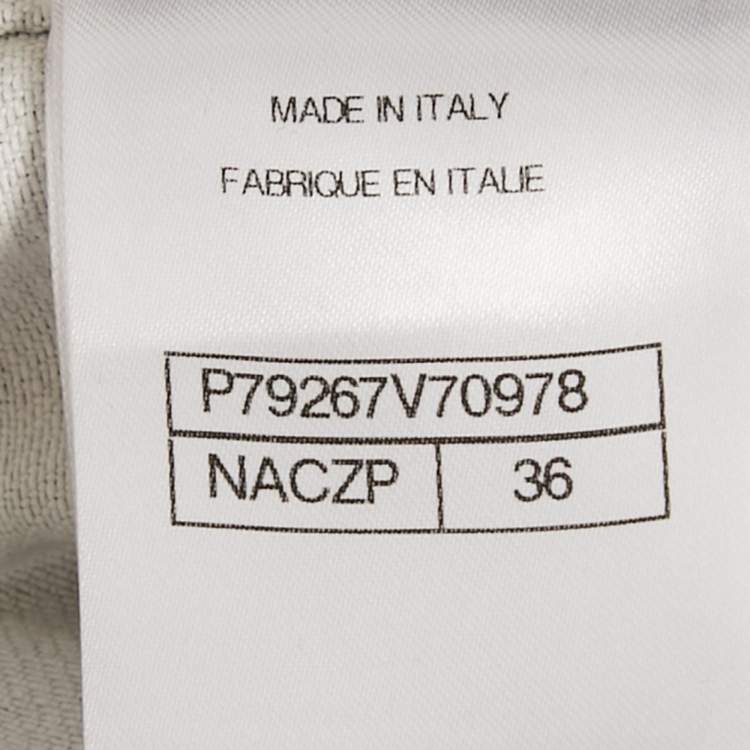 MADE IN ITALY
FABRIQUE EN ITALIE
P79267V70978
NACZP 36